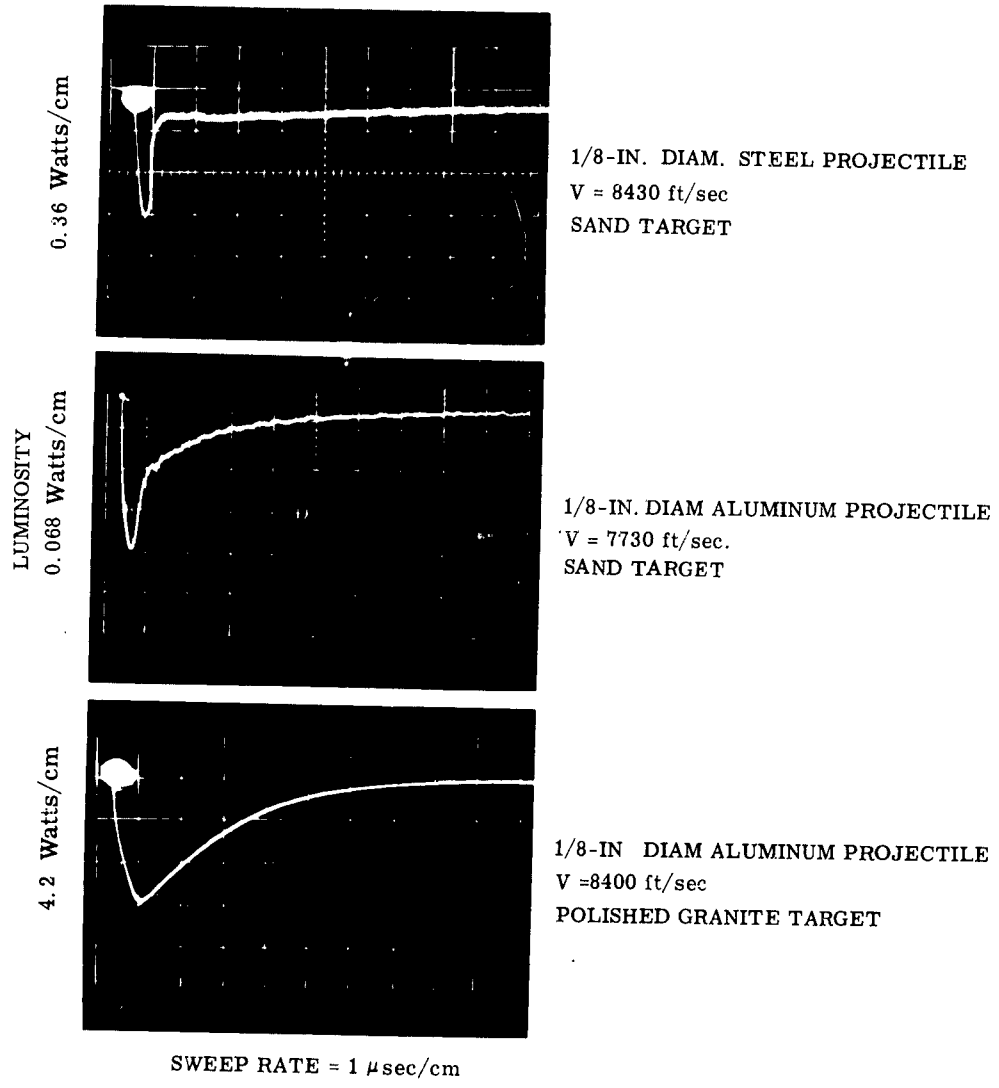 0.36 Watts/cm
1/8-IN. DIAM. STEEL PROJECTILE
V = 8430 ft/sec
SAND TARGET
LUMINOSITY
0.068 Watts/cm
1/8-IN. DIAM ALUMINUM PROJECTILE
V = 7730 ft/sec.
SAND TARGET
4.2 Watts/cm
1/8-IN DIAM ALUMINUM PROJECTILE
V =8400 ft/sec
POLISHED GRANITE TARGET
SWEEP RATE = 1 μsec/cm